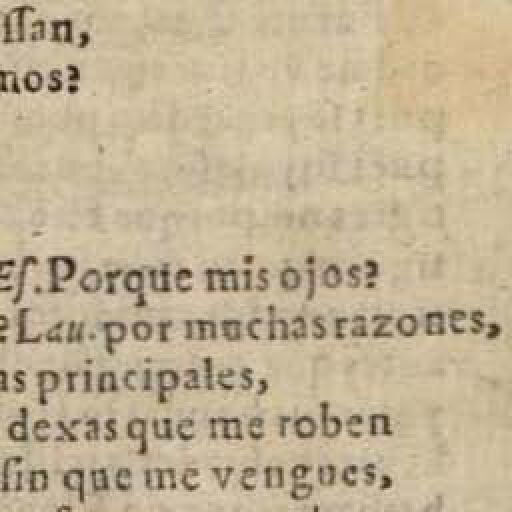 ſſan,
nos?
Eſ. Porque mis ojos?
? Lau. por muchas razones,
as principales,
dexas que me roben
ſin que me vengues,